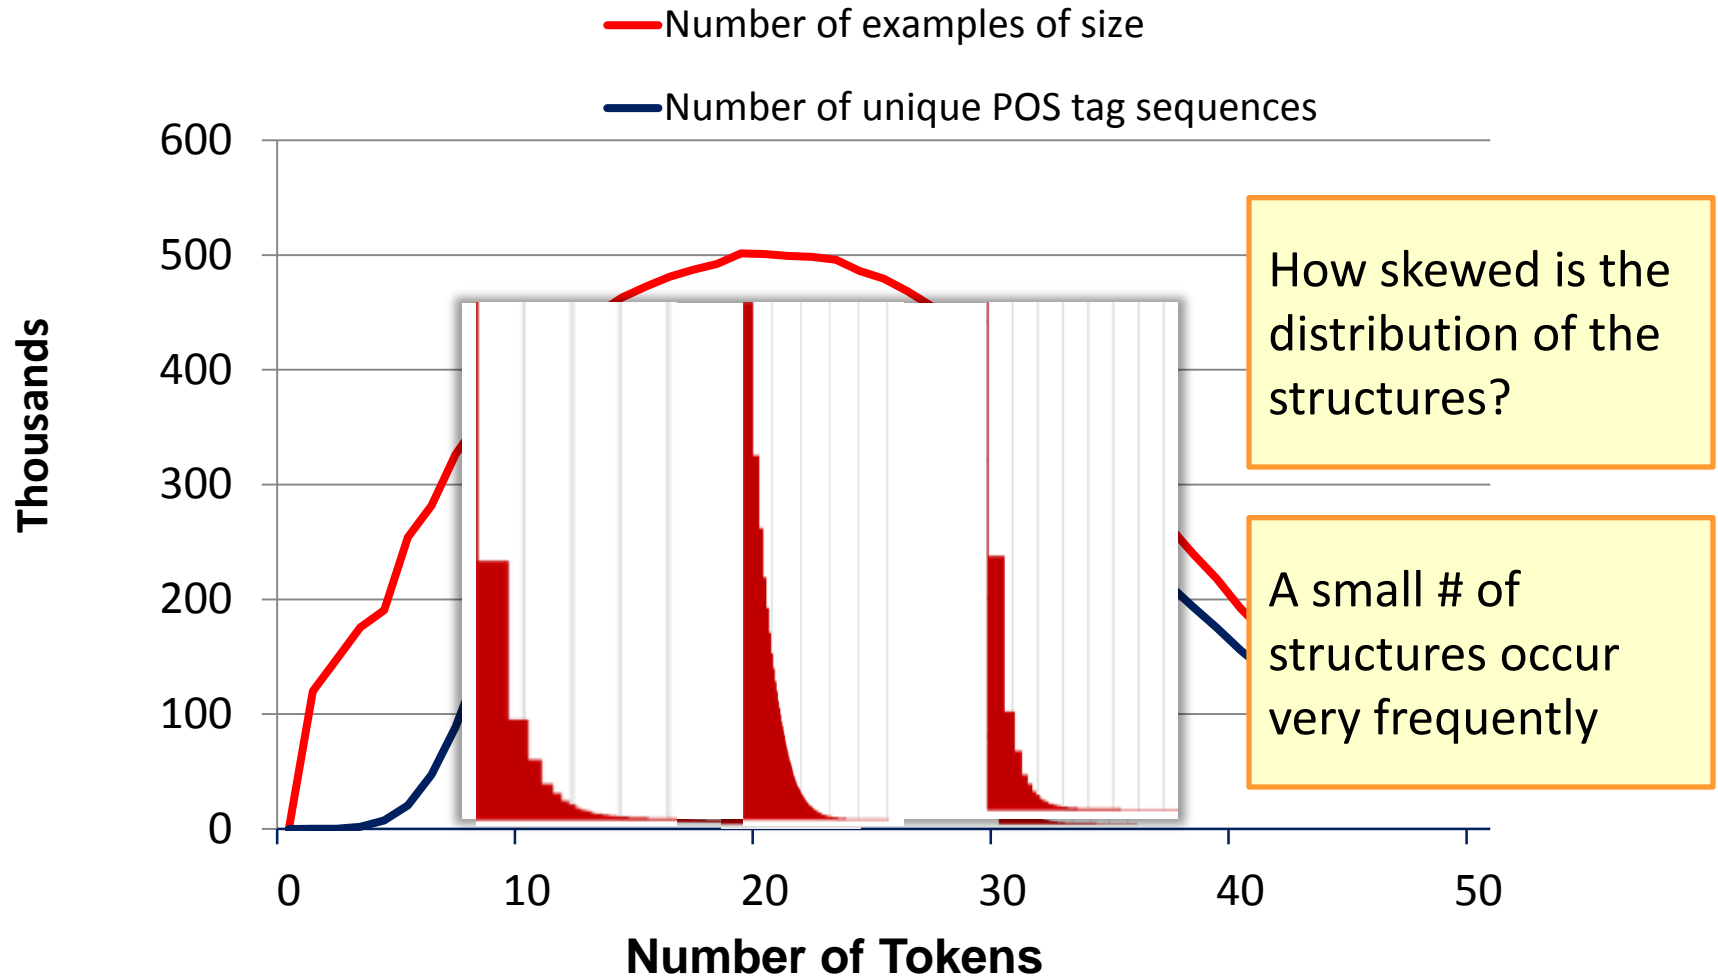 Number of examples of size
Number of unique POS tag sequences
600
500
400
300
200
100
0
Thousands
0 10 20 30 40 50
Number of Tokens
How skewed is the
distribution of the
structures?
A small # of
structures occur
very frequently